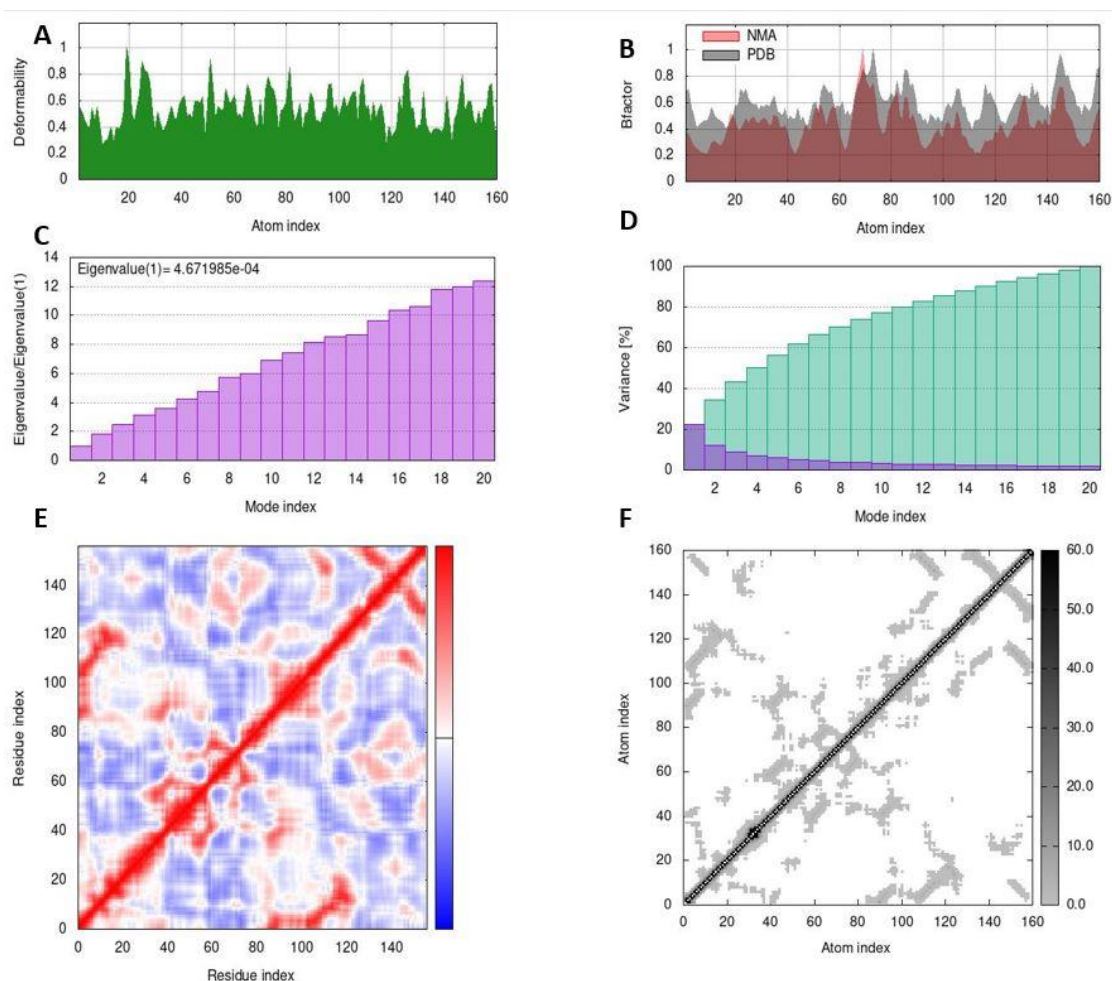 A
Deformability
1
0.8
0.6
0.4
0.2
0
20 40 60 80 100 120 140 160
Atom index
B
NMA
PDB
Bfactor
1
0.8
0.6
0.4
0.2
0
20 40 60 80 100 120 140 160
Atom index
C
Eigenvalue(1)= 4.671985e-04
Eigenvalue/Eigenvalue(1)
14
12
10
8
6
4
2
0
2 4 6 8 10 12 14 16 18 20
Mode index
D
Variance [%]
100
80
60
40
20
0
2 4 6 8 10 12 14 16 18 20
Mode index
E
Residue index
140
120
100
80
60
40
20
0
0 20 40 60 80 100 120 140
Residue index
F
Atom index
160
140
120
100
80
60
40
20
0
0 20 40 60 80 100 120 140 160
Atom index
60.0
50.0
40.0
30.0
20.0
10.0
0.0